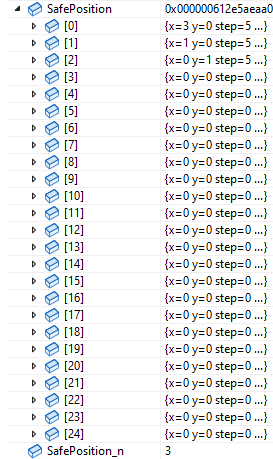 SafePosition 0x000000612e5aeaa0
[0] {x=3 y=0 step=5 ...}
[1] {x=1 y=0 step=5 ...}
[2] {x=0 y=1 step=5 ...}
[3] {x=0 y=0 step=0 ...}
[4] {x=0 y=0 step=0 ...}
[5] {x=0 y=0 step=0 ...}
[6] {x=0 y=0 step=0 ...}
[7] {x=0 y=0 step=0 ...}
[8] {x=0 y=0 step=0 ...}
[9] {x=0 y=0 step=0 ...}
[10] {x=0 y=0 step=0 ...}
[11] {x=0 y=0 step=0 ...}
[12] {x=0 y=0 step=0 ...}
[13] {x=0 y=0 step=0 ...}
[14] {x=0 y=0 step=0 ...}
[15] {x=0 y=0 step=0 ...}
[16] {x=0 y=0 step=0 ...}
[17] {x=0 y=0 step=0 ...}
[18] {x=0 y=0 step=0 ...}
[19] {x=0 y=0 step=0 ...}
[20] {x=0 y=0 step=0 ...}
[21] {x=0 y=0 step=0 ...}
[22] {x=0 y=0 step=0 ...}
[23] {x=0 y=0 step=0 ...}
[24] {x=0 y=0 step=0 ...}
SafePosition_n 3